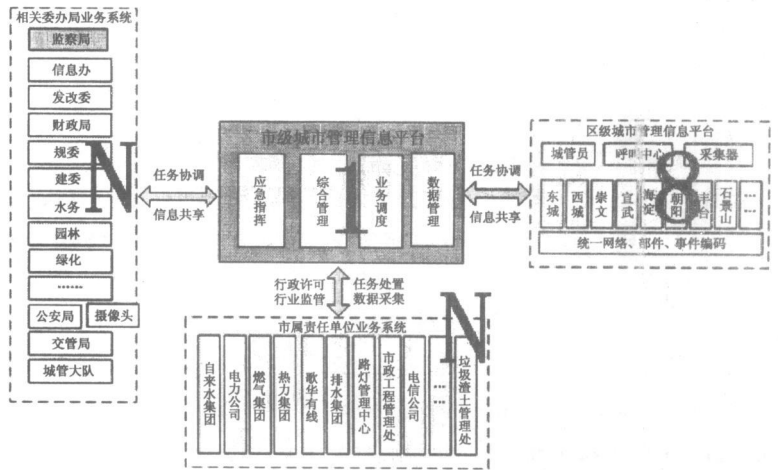 相关委办局业务系统
监察局
信息办
发改委
财政局
规委
建委
水务
园林
绿化
……
公安局
摄像头
交管局
城管大队
N
任务协调
信息共享
市级城市管理信息平台
应急指挥
综合管理
业务调度
数据管理
1
任务协调
信息共享
区级城市管理信息平台
城管员
呼叫中心
采集器
东城
西城
崇文
宣武
海淀
朝阳
丰台
石景山
……
8
统一网络、部件、事件编码
行政许可
行业监管
任务处置
数据采集
市属责任单位业务系统
N
自来水集团
电力公司
燃气集团
热力集团
歌华有线
排水集团
路灯管理中心
市政工程管理处
电信公司
……
垃圾渣土管理处